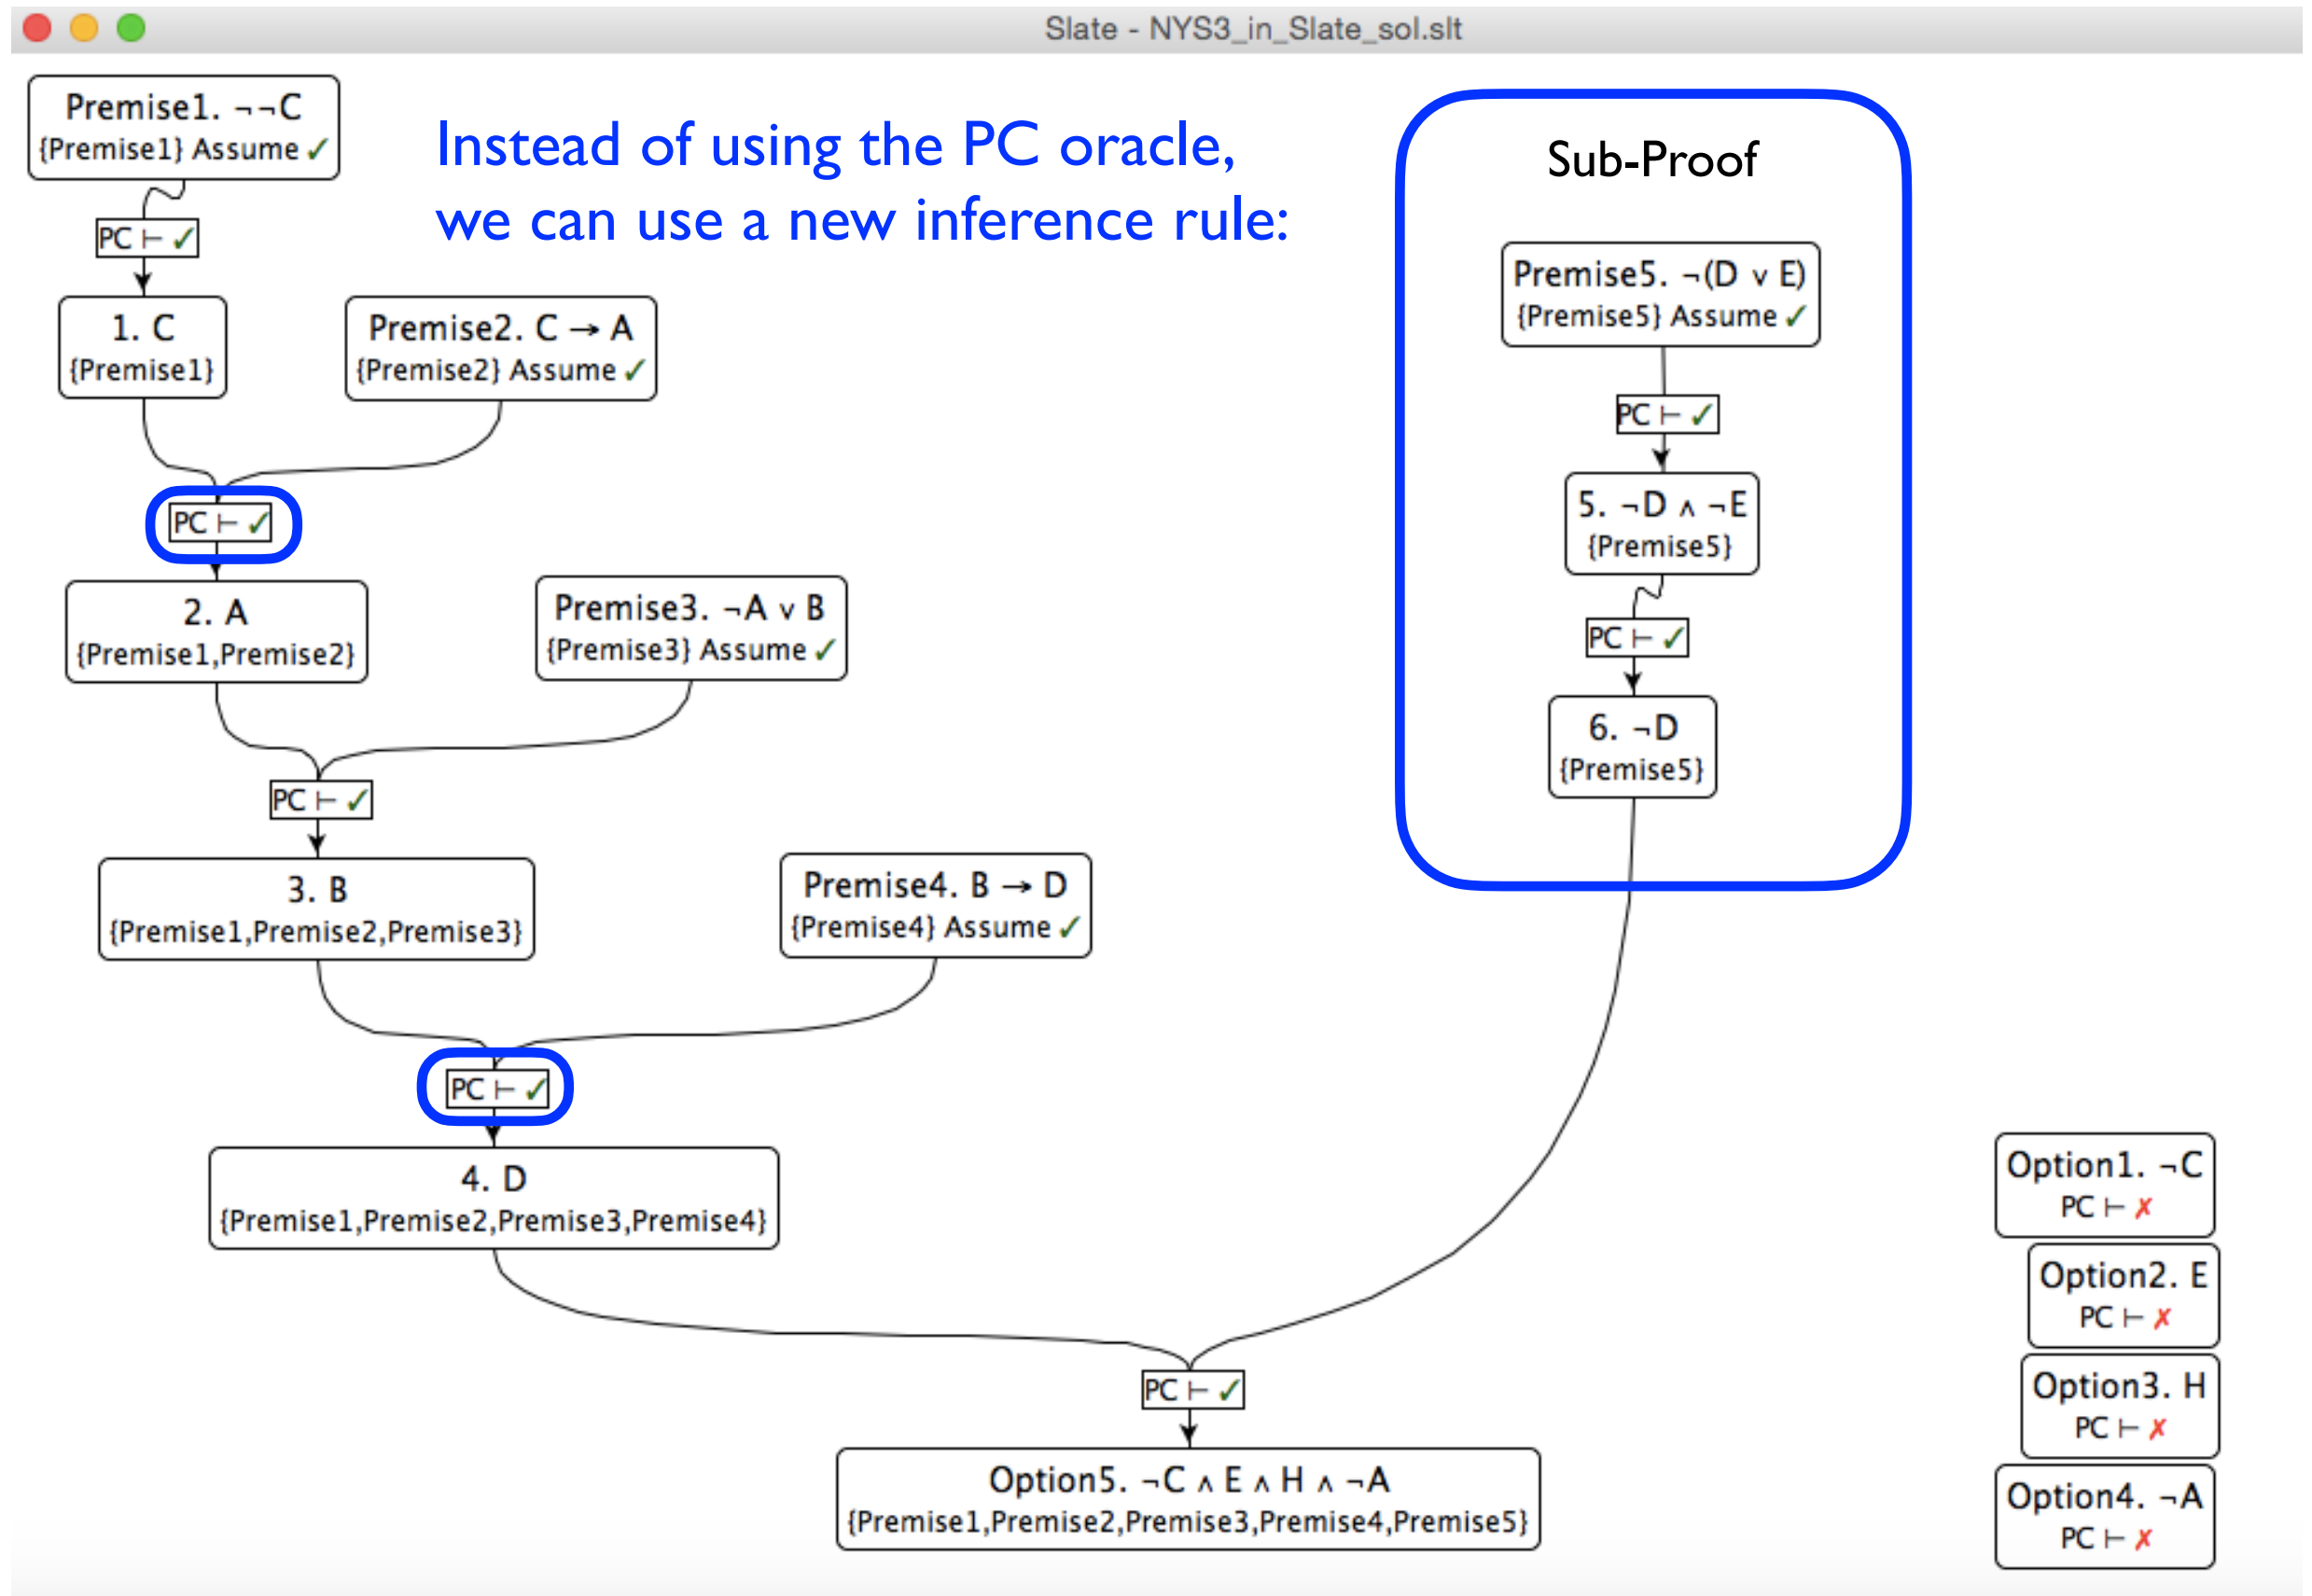 Slate - NYS3_in_Slate_sol.slt
Premise1. ¬¬C
{Premise1} Assume ✓
Instead of using the PC oracle,
we can use a new inference rule:
Sub-Proof
PC ⊢ ✓
1. C
{Premise1}
Premise2. C → A
{Premise2} Assume ✓
Premise5. ¬(D ∨ E)
{Premise5} Assume ✓
PC ⊢ ✓
PC ⊢ ✓
5. ¬D ∧ ¬E
{Premise5}
2. A
{Premise1,Premise2}
Premise3. ¬A ∨ B
{Premise3} Assume ✓
PC ⊢ ✓
6. ¬D
{Premise5}
PC ⊢ ✓
3. B
{Premise1,Premise2,Premise3}
Premise4. B → D
{Premise4} Assume ✓
PC ⊢ ✓
4. D
{Premise1,Premise2,Premise3,Premise4}
Option1. ¬C
PC ⊢ ✗
Option2. E
PC ⊢ ✗
Option3. H
PC ⊢ ✗
PC ⊢ ✓
Option5. ¬C ∧ E ∧ H ∧ ¬A
{Premise1,Premise2,Premise3,Premise4,Premise5}
Option4. ¬A
PC ⊢ ✗